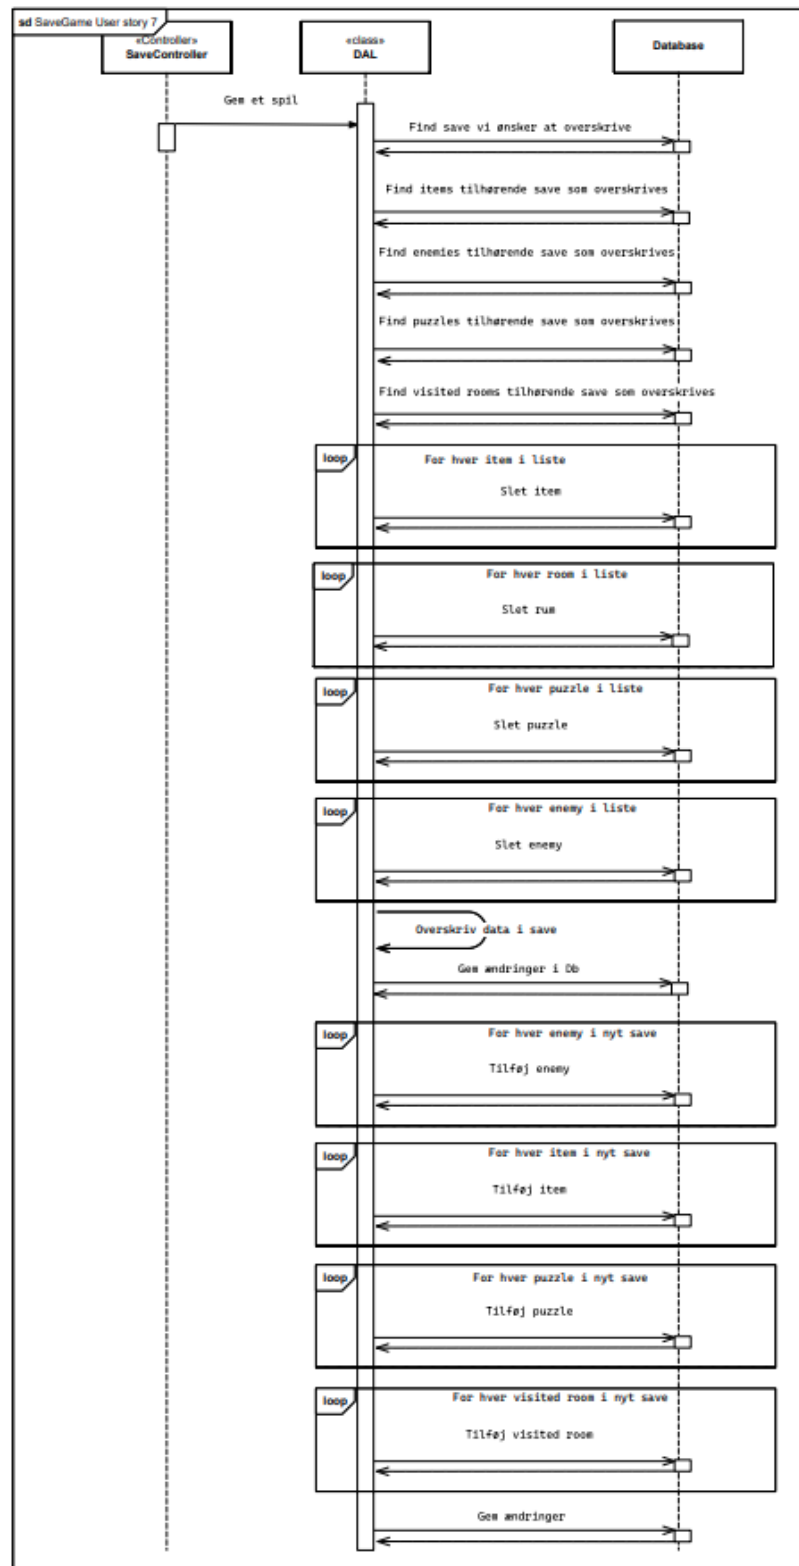 sd SaveGame User story 7
«Controller»
SaveController
«class»
DAL
Database
Gem et spil
Find save vi ønsker at overskrive
Find items tilhørende save som overskrives
Find enemies tilhørende save som overskrives
Find puzzles tilhørende save som overskrives
Find visited rooms tilhørende save som overskrives
loop
For hver item i liste
Slet item
loop
For hver room i liste
Slet rum
loop
For hver puzzle i liste
Slet puzzle
loop
For hver enemy i liste
Slet enemy
Overskriv data i save
Gem ændringer i Db
loop
For hver enemy i nyt save
Tilføj enemy
loop
For hver item i nyt save
Tilføj item
loop
For hver puzzle i nyt save
Tilføj puzzle
loop
For hver visited room i nyt save
Tilføj visited room
Gem ændringer